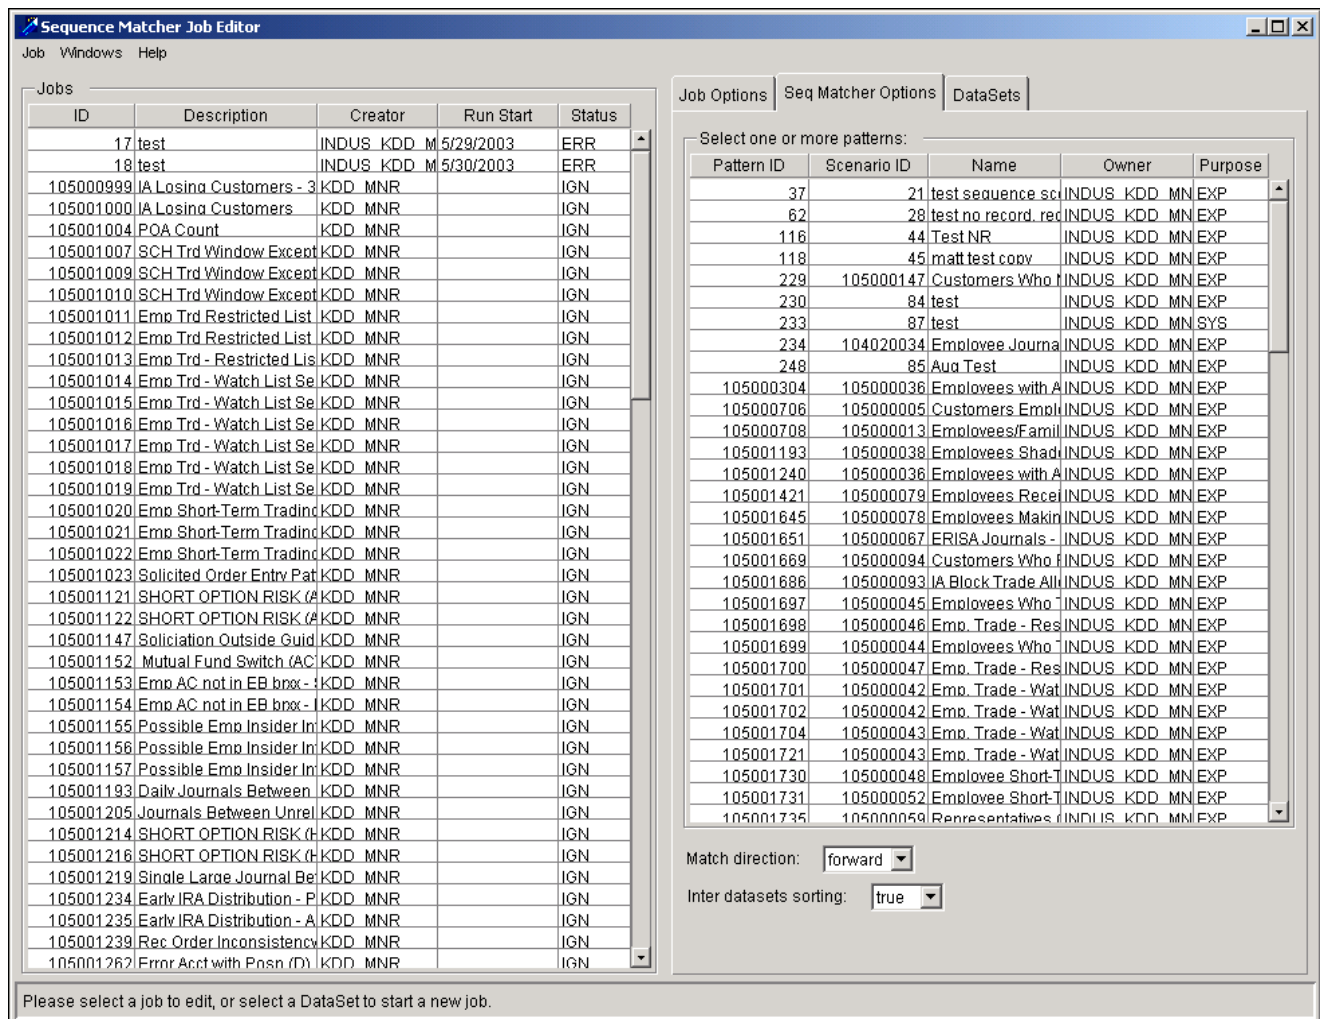 Sequence Matcher Job Editor
Job Windows Help
Jobs
ID Description Creator Run Start Status
17 test INDUS_KDD_M 5/29/2003 ERR
18 test INDUS_KDD_M 5/30/2003 ERR
105000999 IA Losing Customers - 3 KDD_MNR IGN
105001000 IA Losing Customers KDD_MNR IGN
105001004 POA Count KDD_MNR IGN
105001007 SCH Trd Window Except KDD_MNR IGN
105001009 SCH Trd Window Except KDD_MNR IGN
105001010 SCH Trd Window Except KDD_MNR IGN
105001011 Emp Trd Restricted List KDD_MNR IGN
105001012 Emp Trd Restricted List KDD_MNR IGN
105001013 Emp Trd - Restricted Lis KDD_MNR IGN
105001014 Emp Trd - Watch List Se KDD_MNR IGN
105001015 Emp Trd - Watch List Se KDD_MNR IGN
105001016 Emp Trd - Watch List Se KDD_MNR IGN
105001017 Emp Trd - Watch List Se KDD_MNR IGN
105001018 Emp Trd - Watch List Se KDD_MNR IGN
105001019 Emp Trd - Watch List Se KDD_MNR IGN
105001020 Emp Short-Term Trading KDD_MNR IGN
105001021 Emp Short-Term Trading KDD_MNR IGN
105001022 Emp Short-Term Trading KDD_MNR IGN
105001023 Solicited Order Entry Pat KDD_MNR IGN
105001121 SHORT OPTION RISK (A KDD_MNR IGN
105001122 SHORT OPTION RISK (A KDD_MNR IGN
105001147 Soliciation Outside Guid KDD_MNR IGN
105001152 Mutual Fund Switch (AC KDD_MNR IGN
105001153 Emp AC not in EB brxx - KDD_MNR IGN
105001154 Emp AC not in EB brxx - KDD_MNR IGN
105001155 Possible Emp Insider In KDD_MNR IGN
105001156 Possible Emp Insider In KDD_MNR IGN
105001157 Possible Emp Insider In KDD_MNR IGN
105001193 Daily Journals Between KDD_MNR IGN
105001205 Journals Between Unrel KDD_MNR IGN
105001214 SHORT OPTION RISK (H KDD_MNR IGN
105001216 SHORT OPTION RISK (H KDD_MNR IGN
105001219 Single Large Journal Be KDD_MNR IGN
105001234 Early IRA Distribution - P KDD_MNR IGN
105001235 Early IRA Distribution - A KDD_MNR IGN
105001239 Rec Order Inconsistency KDD_MNR IGN
105001262 Error Acct with Posn (D) KDD_MNR IGN
Job Options Seq Matcher Options DataSets
Select one or more patterns:
Pattern ID Scenario ID Name Owner Purpose
37 21 test sequence sc INDUS_KDD_MN EXP
62 28 test no record, rec INDUS_KDD_MN EXP
116 44 Test NR INDUS_KDD_MN EXP
118 45 matt test copy INDUS_KDD_MN EXP
229 105000147 Customers Who INDUS_KDD_MN EXP
230 84 test INDUS_KDD_MN EXP
233 87 test INDUS_KDD_MN SYS
234 104020034 Employee Journa INDUS_KDD_MN EXP
248 85 Aug Test INDUS_KDD_MN EXP
105000304 105000036 Employees with A INDUS_KDD_MN EXP
105000706 105000005 Customers Empl INDUS_KDD_MN EXP
105000708 105000013 Employees/Famil INDUS_KDD_MN EXP
105001193 105000038 Employees Shad INDUS_KDD_MN EXP
105001240 105000036 Employees with A INDUS_KDD_MN EXP
105001421 105000079 Employees Recei INDUS_KDD_MN EXP
105001645 105000078 Employees Makin INDUS_KDD_MN EXP
105001651 105000067 ERISA Journals - INDUS_KDD_MN EXP
105001669 105000094 Customers Who INDUS_KDD_MN EXP
105001686 105000093 IA Block Trade All INDUS_KDD_MN EXP
105001697 105000045 Employees Who INDUS_KDD_MN EXP
105001698 105000046 Emp. Trade - Res INDUS_KDD_MN EXP
105001699 105000044 Employees Who INDUS_KDD_MN EXP
105001700 105000047 Emp. Trade - Res INDUS_KDD_MN EXP
105001701 105000042 Emp. Trade - Wat INDUS_KDD_MN EXP
105001702 105000042 Emp. Trade - Wat INDUS_KDD_MN EXP
105001704 105000043 Emp. Trade - Wat INDUS_KDD_MN EXP
105001721 105000043 Emp. Trade - Wat INDUS_KDD_MN EXP
105001730 105000048 Employee Short-T INDUS_KDD_MN EXP
105001731 105000052 Employee Short-T INDUS_KDD_MN EXP
105001735 105000059 Representatives INDUS_KDD_MN EXP
Match direction: forward
Inter datasets sorting: true
Please select a job to edit, or select a DataSet to start a new job.